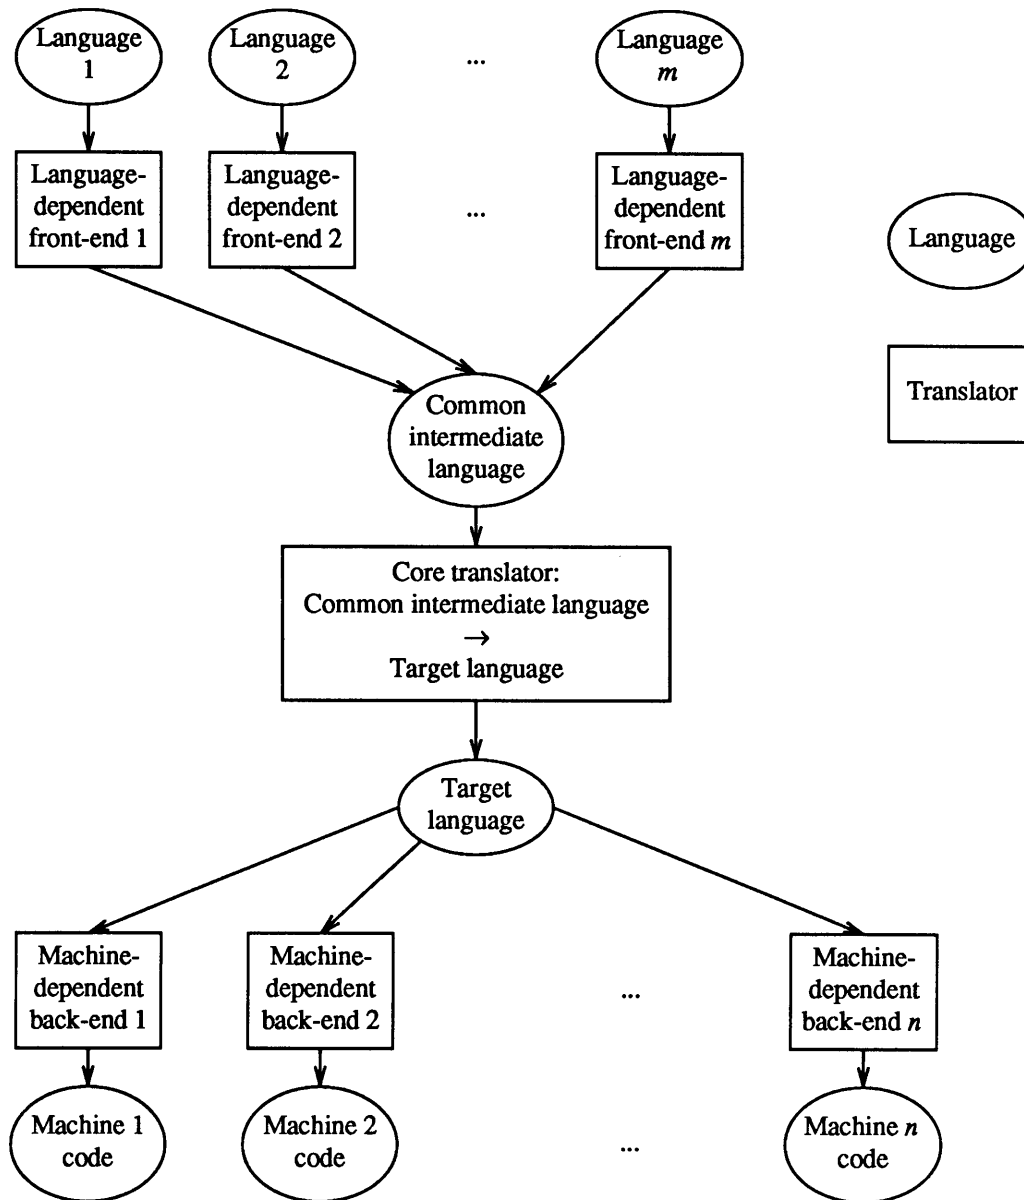 Language
1
Language
2
...
Language
m
Language-
dependent
front-end 1
Language-
dependent
front-end 2
...
Language-
dependent
front-end m
Language
Translator
Common
intermediate
language
Core translator:
Common intermediate language
→
Target language
Target
language
Machine-
dependent
back-end 1
Machine-
dependent
back-end 2
...
Machine-
dependent
back-end n
Machine 1
code
Machine 2
code
...
Machine n
code